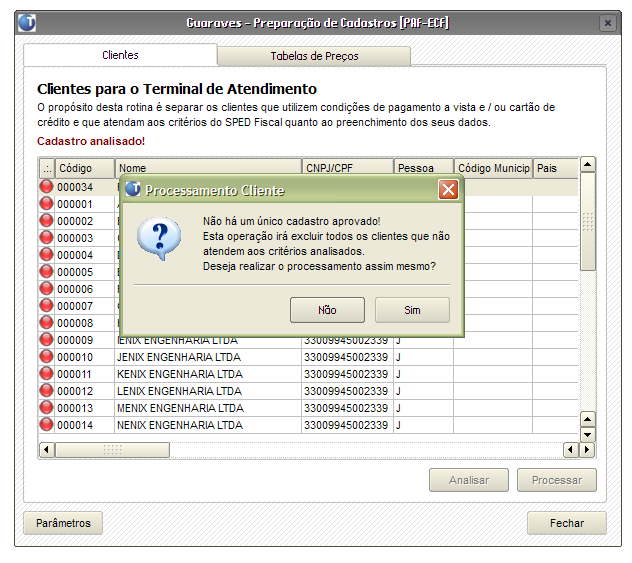 Guaraves - Preparação de Cadastros [PAF-ECF]
Clientes
Tabelas de Preços
Clientes para o Terminal de Atendimento
O propósito desta rotina é separar os clientes que utilizem condições de pagamento a vista e / ou cartão de
crédito e que atendam aos critérios do SPED Fiscal quanto ao preenchimento dos seus dados.
Cadastro analisado!
.:. Código Nome CNPJ/CPF Pessoa Código Municip Pais
000034
000001
000002
000003
000004
000005
000006
000007
000008
Processamento Cliente
Não há um único cadastro aprovado!
Esta operação irá excluir todos os clientes que não
atendem aos critérios analisados.
Deseja realizar o processamento assim mesmo?
Não Sim
000009 IENIX ENGENHARIA LTDA 33009945002339 J
000010 JENIX ENGENHARIA LTDA 33009945002339 J
000011 KENIX ENGENHARIA LTDA 33009945002339 J
000012 LENIX ENGENHARIA LTDA 33009945002339 J
000013 MENIX ENGENHARIA LTDA 33009945002339 J
000014 NENIX ENGENHARIA LTDA 33009945002339 J
Analisar Processar
Parâmetros Fechar